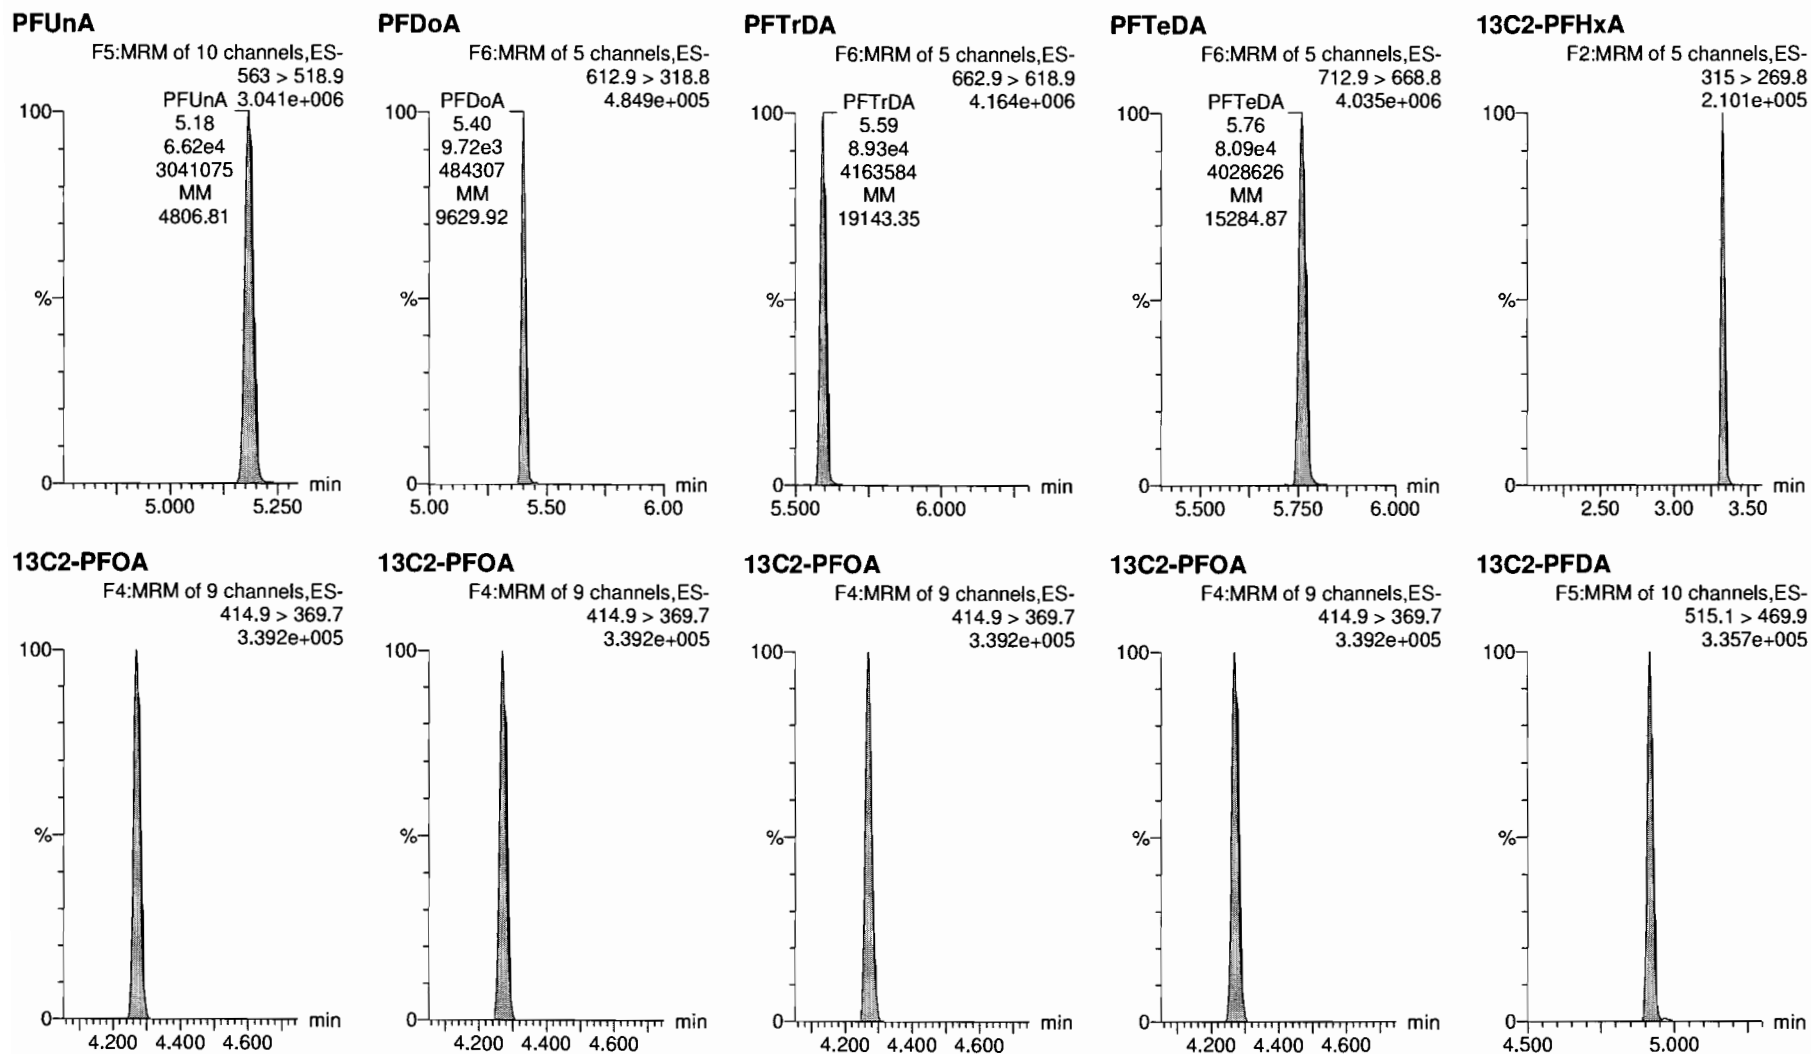 PFUnA
F5:MRM of 10 channels,ES-
563 > 518.9
3.041e+006
PFUnA
5.18
6.62e4
3041075
MM
4806.81
100
%
0
5.000
5.250
min
PFDoA
F6:MRM of 5 channels,ES-
612.9 > 318.8
4.849e+005
PFDoA
5.40
9.72e3
484307
MM
9629.92
100
%
0
5.00
5.50
6.00
min
PFTrDA
F6:MRM of 5 channels,ES-
662.9 > 618.9
4.164e+006
PFTrDA
5.59
8.93e4
4163584
MM
19143.35
100
%
0
5.500
6.000
min
PFTeDA
F6:MRM of 5 channels,ES-
712.9 > 668.8
4.035e+006
PFTeDA
5.76
8.09e4
4028626
MM
15284.87
100
%
0
5.500
5.750
6.000
min
13C2-PFHxA
F2:MRM of 5 channels,ES-
315 > 269.8
2.101e+005
100
%
0
2.50
3.00
3.50
min
13C2-PFOA
F4:MRM of 9 channels,ES-
414.9 > 369.7
3.392e+005
100
%
0
4.200
4.400
4.600
min
13C2-PFOA
F4:MRM of 9 channels,ES-
414.9 > 369.7
3.392e+005
100
%
0
4.200
4.400
4.600
min
13C2-PFOA
F4:MRM of 9 channels,ES-
414.9 > 369.7
3.392e+005
100
%
0
4.200
4.400
4.600
min
13C2-PFOA
F4:MRM of 9 channels,ES-
414.9 > 369.7
3.392e+005
100
%
0
4.200
4.400
4.600
min
13C2-PFDA
F5:MRM of 10 channels,ES-
515.1 > 469.9
3.357e+005
100
%
0
4.500
5.000
min